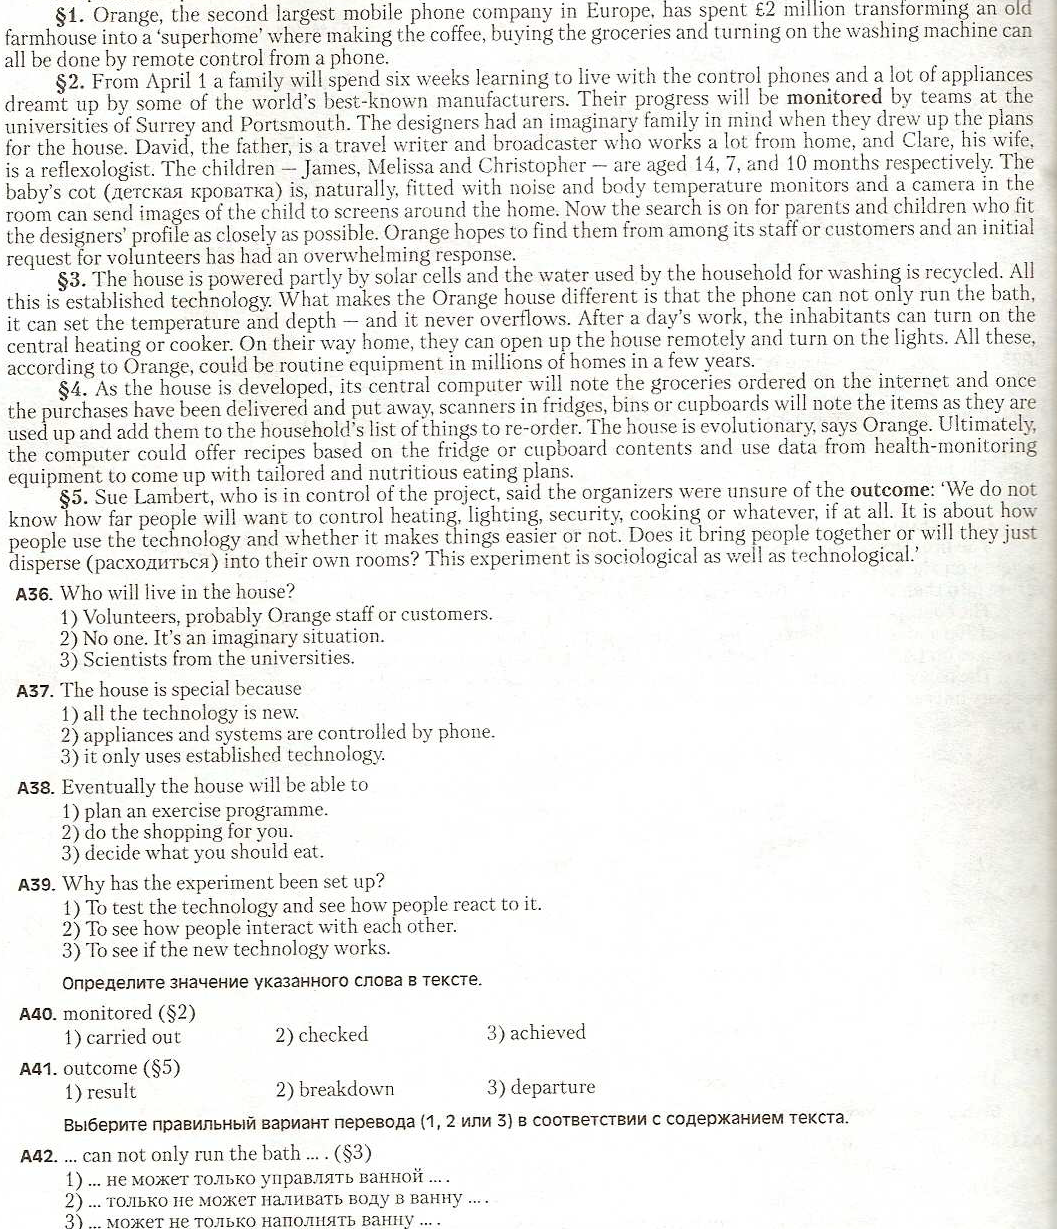 §1. Orange, the second largest mobile phone company in Europe, has spent £2 million transforming an old
farmhouse into a ‘superhome’ where making the coffee, buying the groceries and turning on the washing machine can
all be done by remote control from a phone.
§2. From April 1 a family will spend six weeks learning to live with the control phones and a lot of appliances
dreamt up by some of the world’s best-known manufacturers. Their progress will be monitored by teams at the
universities of Surrey and Portsmouth. The designers had an imaginary family in mind when they drew up the plans
for the house. David, the father, is a travel writer and broadcaster who works a lot from home, and Clare, his wife,
is a reflexologist. The children — James, Melissa and Christopher — are aged 14, 7, and 10 months respectively. The
baby’s cot (детская кроватка) is, naturally, fitted with noise and body temperature monitors and a camera in the
room can send images of the child to screens around the home. Now the search is on for parents and children who fit
the designers’ profile as closely as possible. Orange hopes to find them from among its staff or customers and an initial
request for volunteers has had an overwhelming response.
§3. The house is powered partly by solar cells and the water used by the household for washing is recycled. All
this is established technology. What makes the Orange house different is that the phone can not only run the bath,
it can set the temperature and depth — and it never overflows. After a day’s work, the inhabitants can turn on the
central heating or cooker. On their way home, they can open up the house remotely and turn on the lights. All these,
according to Orange, could be routine equipment in millions of homes in a few years.
§4. As the house is developed, its central computer will note the groceries ordered on the internet and once
the purchases have been delivered and put away, scanners in fridges, bins or cupboards will note the items as they are
used up and add them to the household’s list of things to re-order. The house is evolutionary, says Orange. Ultimately,
the computer could offer recipes based on the fridge or cupboard contents and use data from health-monitoring
equipment to come up with tailored and nutritious eating plans.
§5. Sue Lambert, who is in control of the project, said the organizers were unsure of the outcome: ‘We do not
know how far people will want to control heating, lighting, security, cooking or whatever, if at all. It is about how
people use the technology and whether it makes things easier or not. Does it bring people together or will they just
disperse (расходиться) into their own rooms? This experiment is sociological as well as technological.’
A36. Who will live in the house?
1) Volunteers, probably Orange staff or customers.
2) No one. It’s an imaginary situation.
3) Scientists from the universities.
A37. The house is special because
1) all the technology is new.
2) appliances and systems are controlled by phone.
3) it only uses established technology.
A38. Eventually the house will be able to
1) plan an exercise programme.
2) do the shopping for you.
3) decide what you should eat.
A39. Why has the experiment been set up?
1) To test the technology and see how people react to it.
2) To see how people interact with each other.
3) To see if the new technology works.
Определите значение указанного слова в тексте.
A40. monitored (§2)
1) carried out 2) checked 3) achieved
A41. outcome (§5)
1) result 2) breakdown 3) departure
Выберите правильный вариант перевода (1, 2 или 3) в соответствии с содержанием текста.
A42. ... can not only run the bath ... . (§3)
1) ... не может только управлять ванной ... .
2) ... только не может наливать воду в ванну ... .
3) ... может не только наполнять ванну ... .